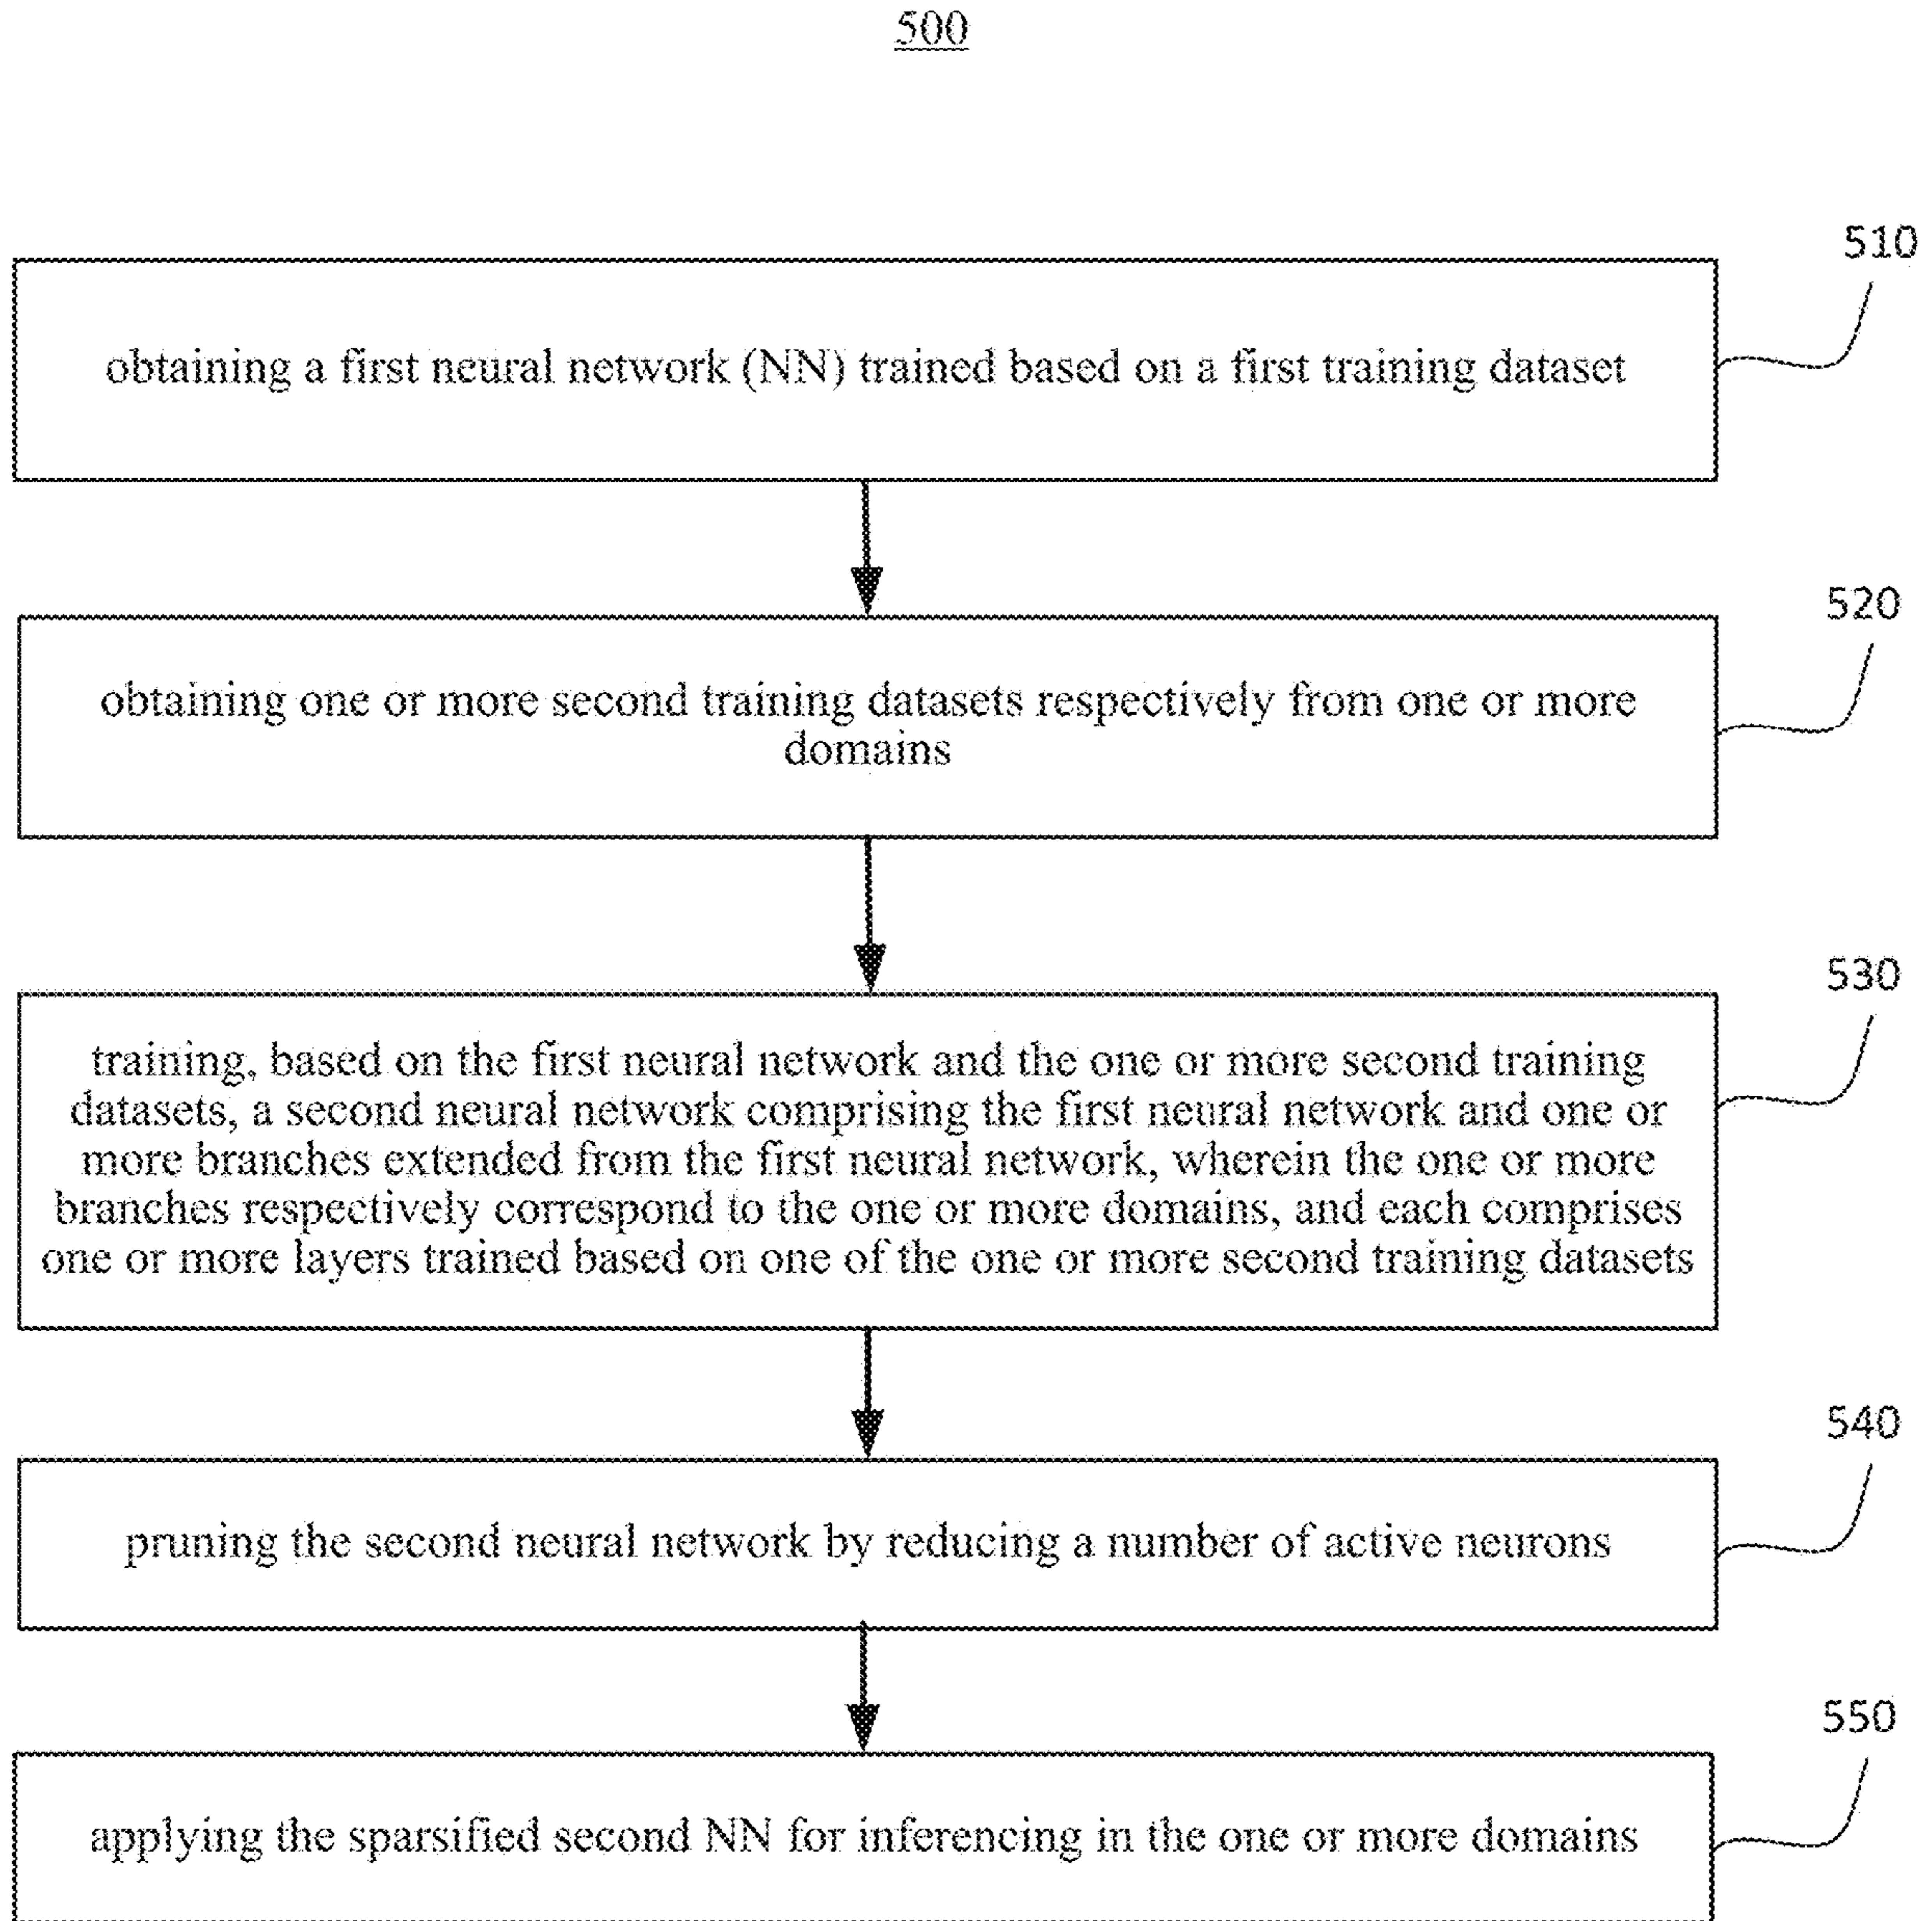 500
510
obtaining a first neural network (NN) trained based on a first training dataset
520
obtaining one or more second training datasets respectively from one or more
domains
530
training, based on the first neural network and the one or more second training
datasets, a second neural network comprising the first neural network and one or
more branches extended from the first neural network, wherein the one or more
branches respectively correspond to the one or more domains, and each comprises
one or more layers trained based on one of the one or more second training datasets
540
pruning the second neural network by reducing a number of active neurons
550
applying the sparsified second NN for inferencing in the one or more domains